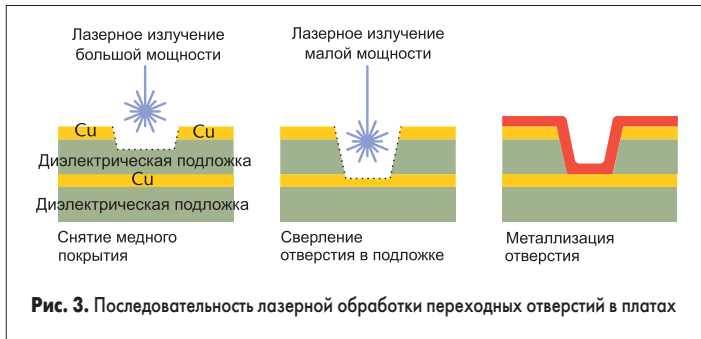 Лазерное излучение
большой мощности
Лазерное излучение
малой мощности
Cu
Cu
Диэлектрическая подложка
Cu
Диэлектрическая подложка
Снятие медного
покрытия
Сверление
отверстия в подложке
Металлизация
отверстия
Рис. 3. Последовательность лазерной обработки переходных отверстий в платах